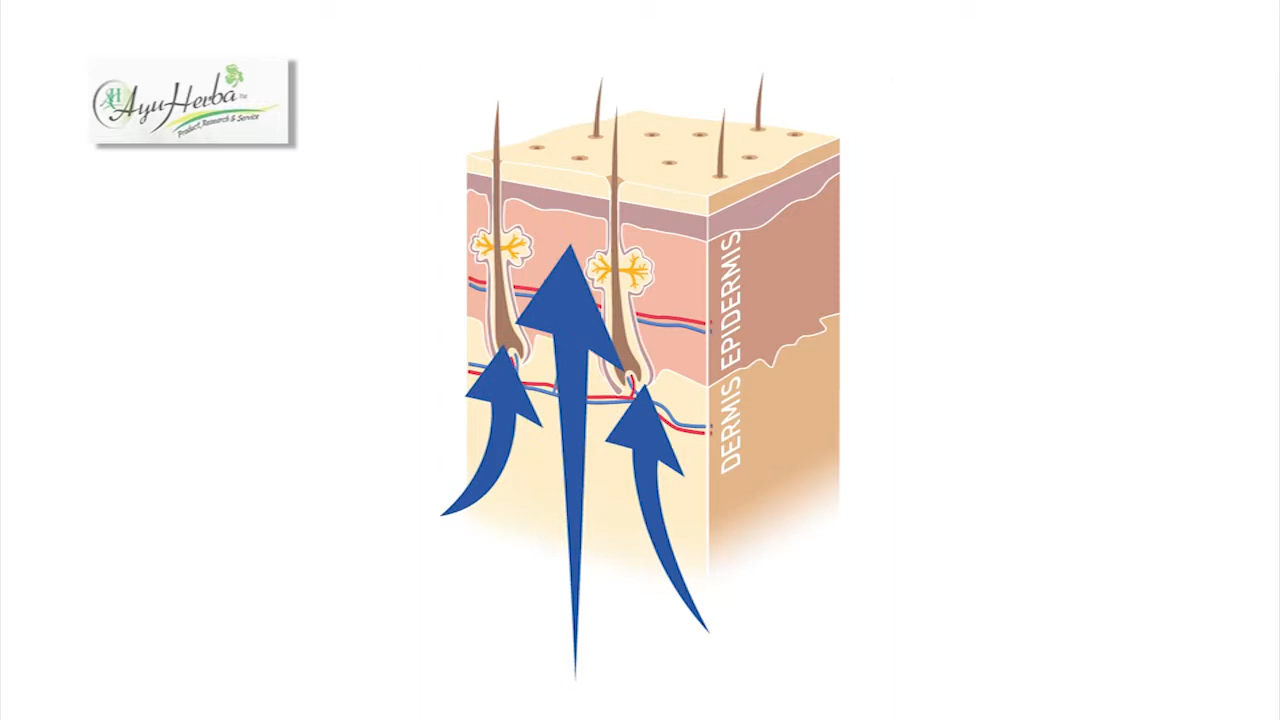 AyuHerba
Product, Research & Service
EPIDERMIS
DERMIS